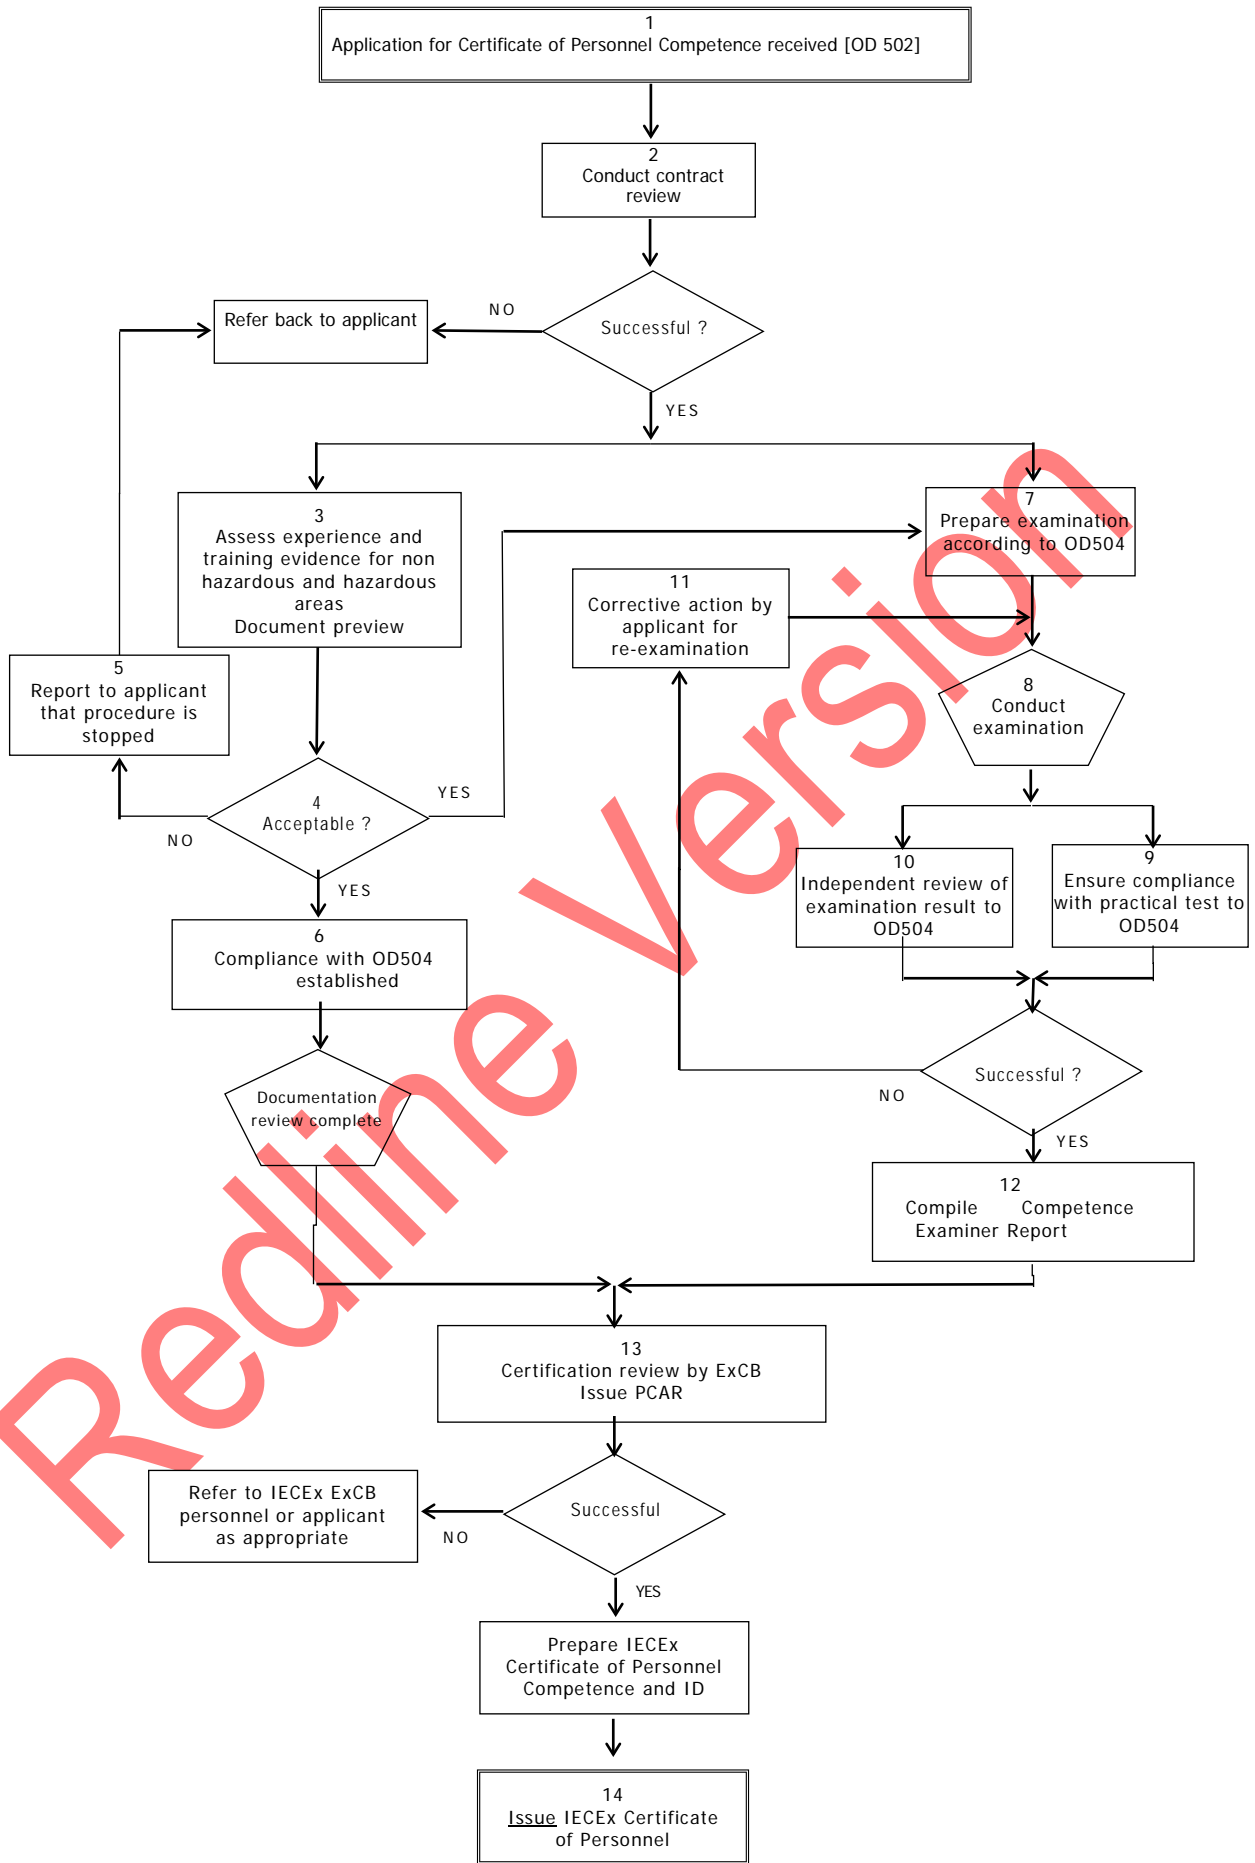 1
Application for Certificate of Personnel Competence received [OD 502]
2
Conduct contract
review
Successful ?
NO
Refer back to applicant
YES
3
Assess experience and
training evidence for non
hazardous and hazardous
areas
Document preview
7
Prepare examination
according to OD504
11
Corrective action by
applicant for
re-examination
5
Report to applicant
that procedure is
stopped
8
Conduct
examination
4
Acceptable ?
YES
NO
YES
10
Independent review of
examination result to
OD504
9
Ensure compliance
with practical test to
OD504
6
Compliance with OD504
established
Successful ?
NO
YES
Documentation
review complete
12
Compile Competence
Examiner Report
13
Certification review by ExCB
Issue PCAR
Successful
NO
Refer to IECEx ExCB
personnel or applicant
as appropriate
YES
Prepare IECEx
Certificate of Personnel
Competence and ID
14
Issue IECEx Certificate
of Personnel
Redline Version